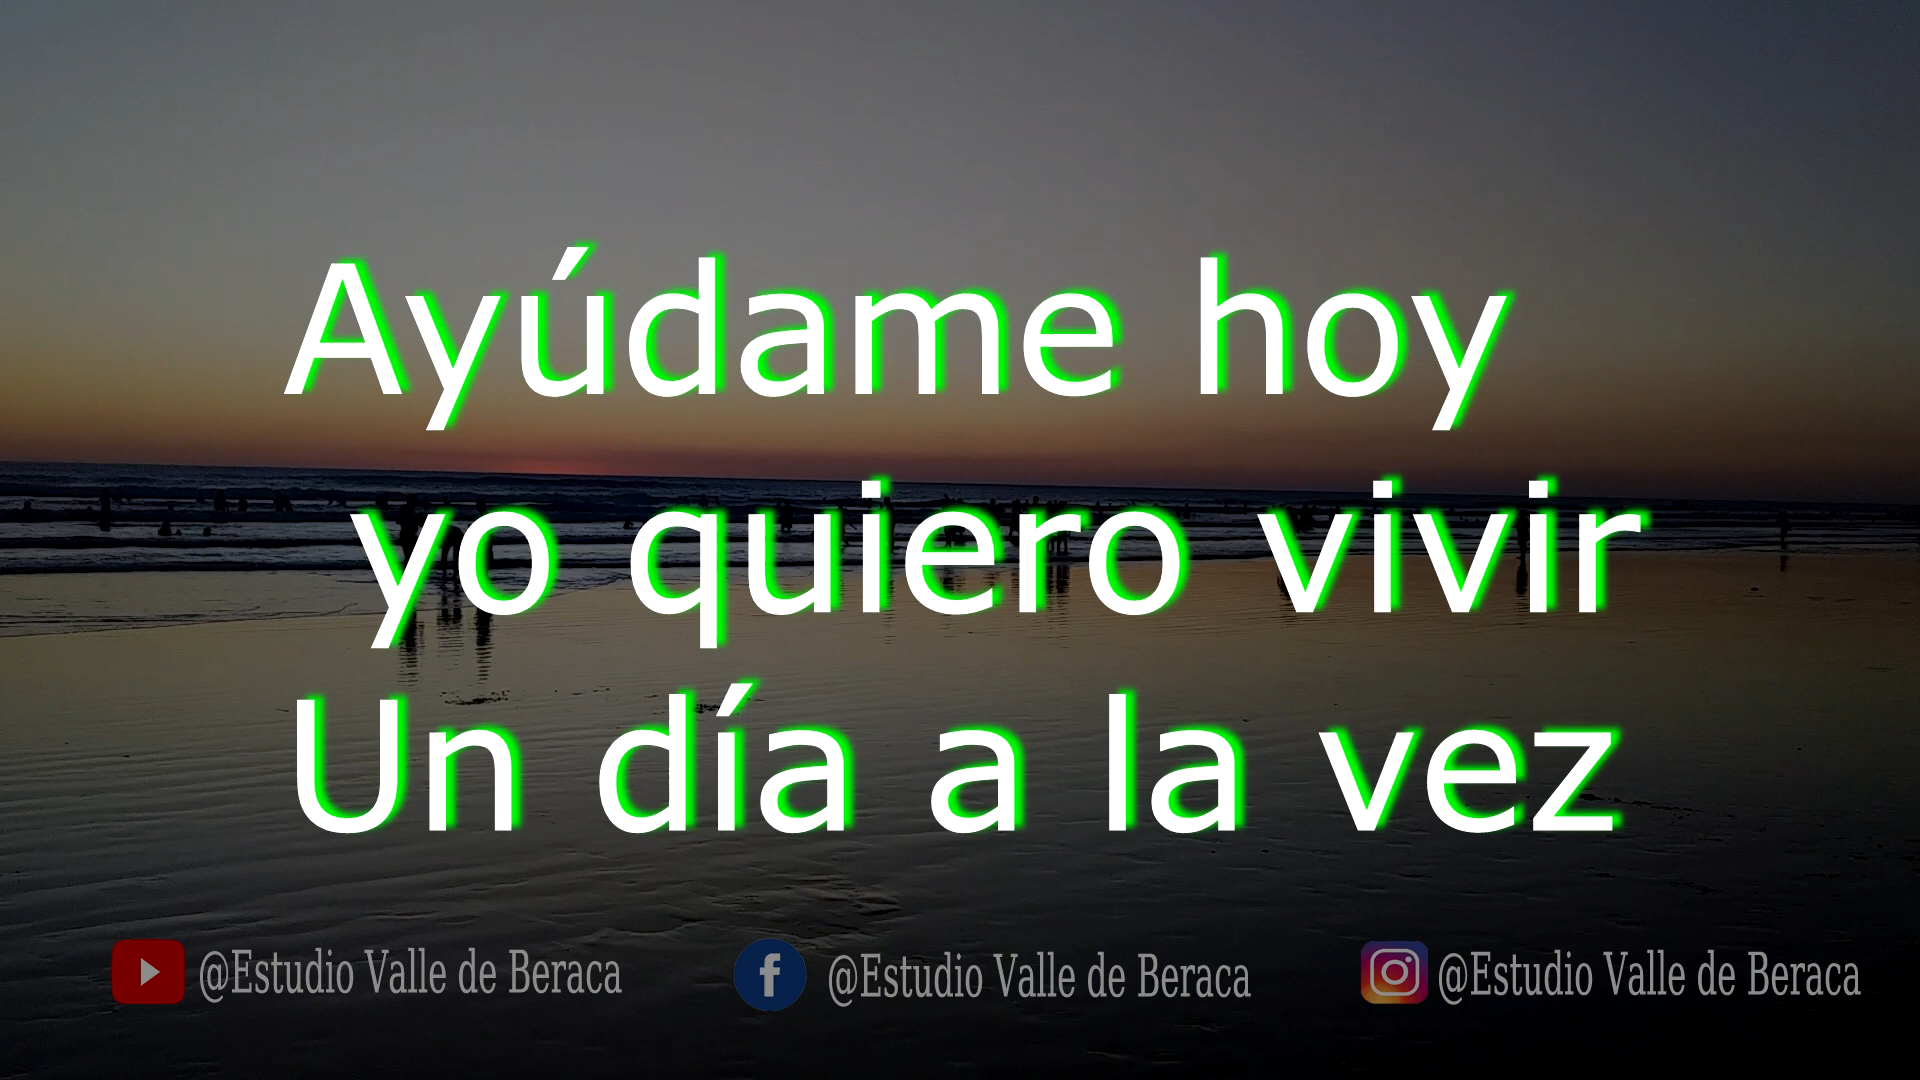 Ayúdame hoy
yo quiero vivir
Un día a la vez
@Estudio Valle de Beraca
@Estudio Valle de Beraca
@Estudio Valle de Beraca